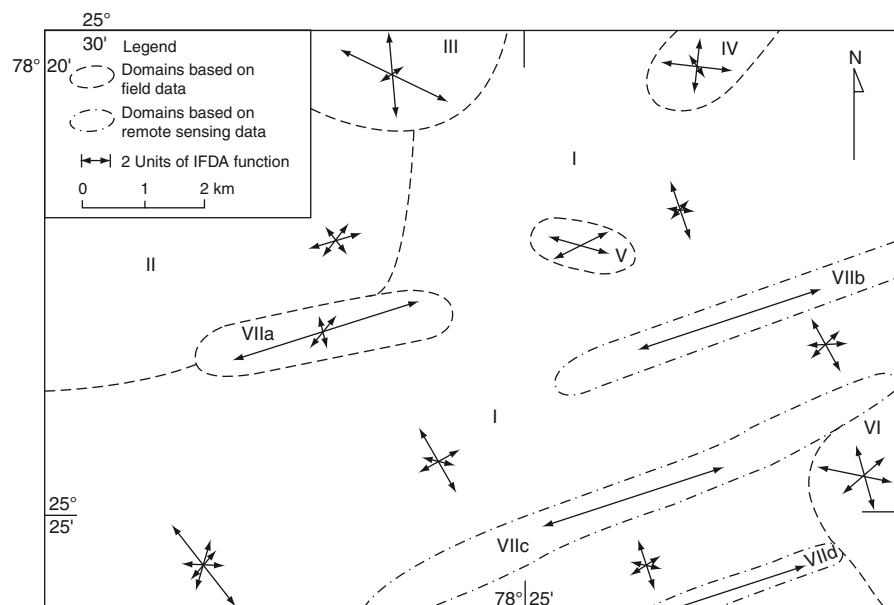 25°
30'
78° 20'
Legend
Domains based on
field data
Domains based on
remote sensing data
2 Units of IFDA function
0 1 2 km
III
IV
N
I
II
V
VIIa
VIIb
I
VI
25°
25'
VIIc
VIId
78° 25'